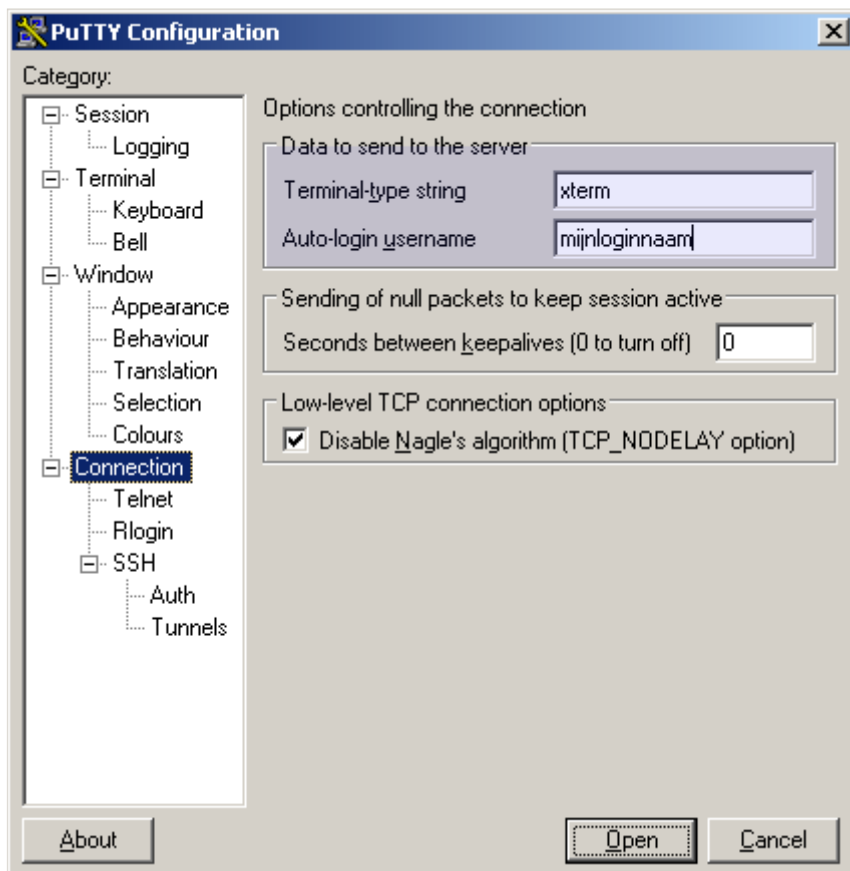 PuTTY Configuration
Category:
Session
Logging
Terminal
Keyboard
Bell
Window
Appearance
Behaviour
Translation
Selection
Colours
Connection
Telnet
Rlogin
SSH
Auth
Tunnels
Options controlling the connection
Data to send to the server
Terminal-type string xterm
Auto-login username mijnloginnaam
Sending of null packets to keep session active
Seconds between keepalives (0 to turn off) 0
Low-level TCP connection options
Disable Nagle's algorithm (TCP_NODELAY option)
About Open Cancel